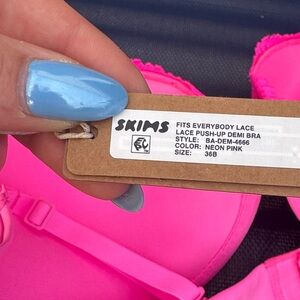 SKIMS
FITS EVERYBODY LACE
LACE PUSH-UP DEMI BRA
STYLE: BA-DEM-4666
COLOR: NEON PINK
SIZE: 36B